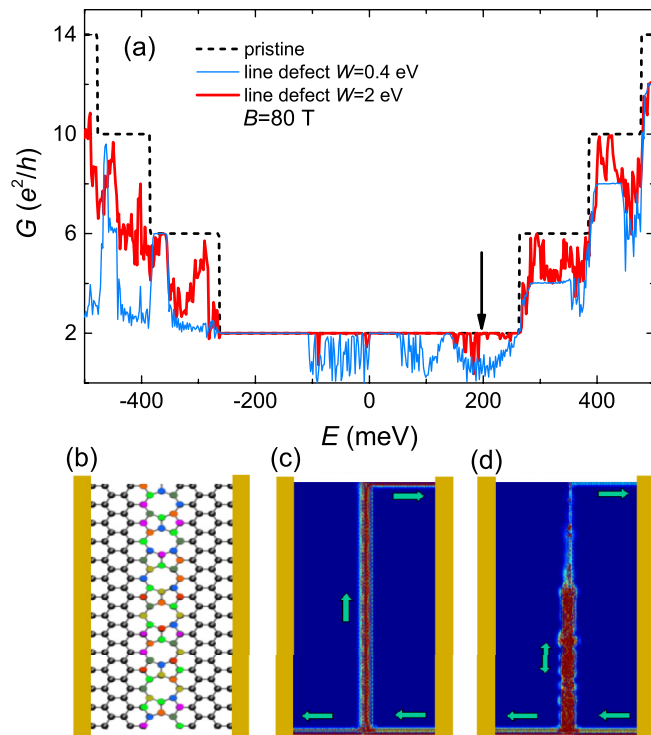 (a)
pristine
line defect W=0.4 eV
line defect W=2 eV
B=80 T
14
10
6
2
G (e²/h)
-400 -200 0 200 400
E (meV)
(b) (c) (d)